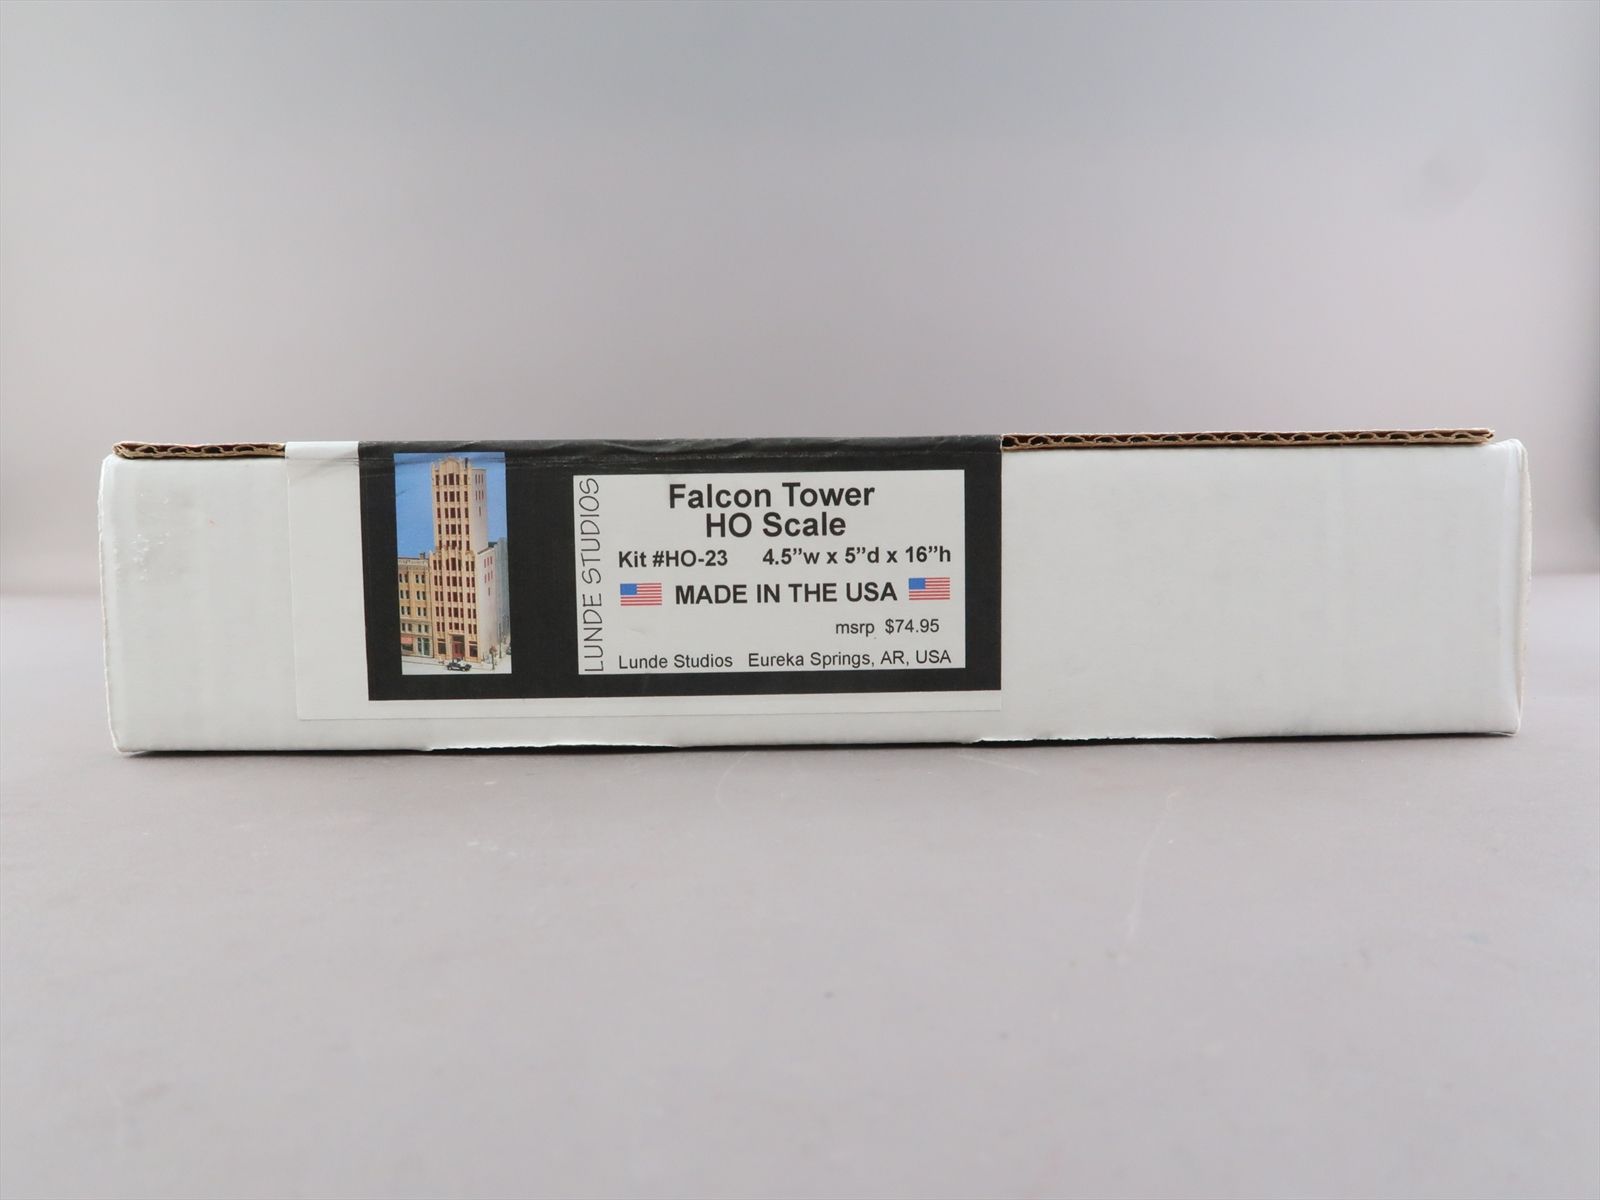 LUNDE STUDIOS
Falcon Tower
HO Scale
Kit #HO-23 4.5”w x 5”d x 16”h
MADE IN THE USA
msrp $74.95
Lunde Studios Eureka Springs, AR, USA